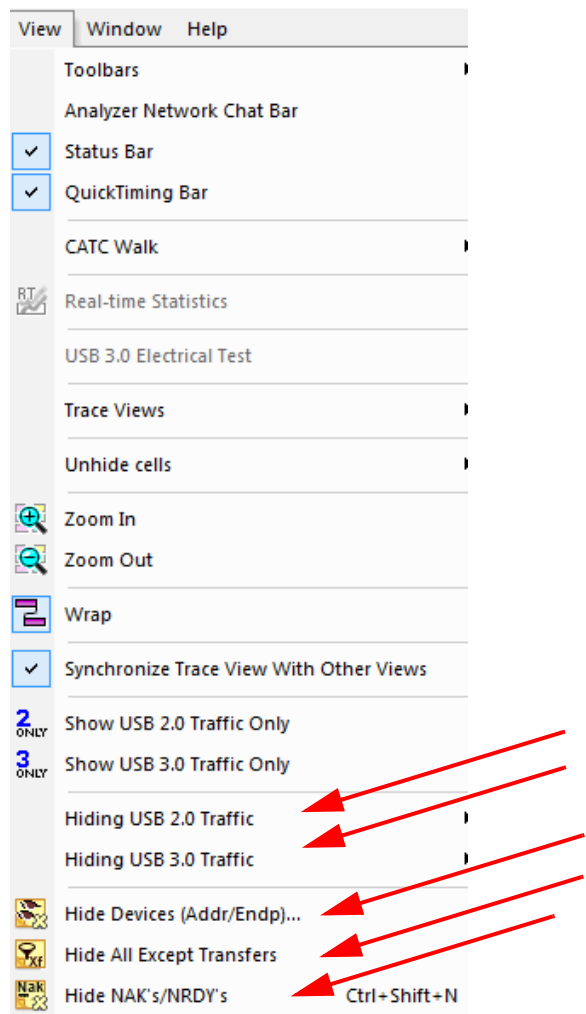 View Window Help
Toolbars
Analyzer Network Chat Bar
Status Bar
QuickTiming Bar
CATC Walk
RT Real-time Statistics
USB 3.0 Electrical Test
Trace Views
Unhide cells
Zoom In
Zoom Out
Wrap
Synchronize Trace View With Other Views
2 ONLY Show USB 2.0 Traffic Only
3 ONLY Show USB 3.0 Traffic Only
Hiding USB 2.0 Traffic
Hiding USB 3.0 Traffic
Hide Devices (Addr/Endp)...
Xf Hide All Except Transfers
Nak Hide NAK's/NRDY's Ctrl+Shift+N